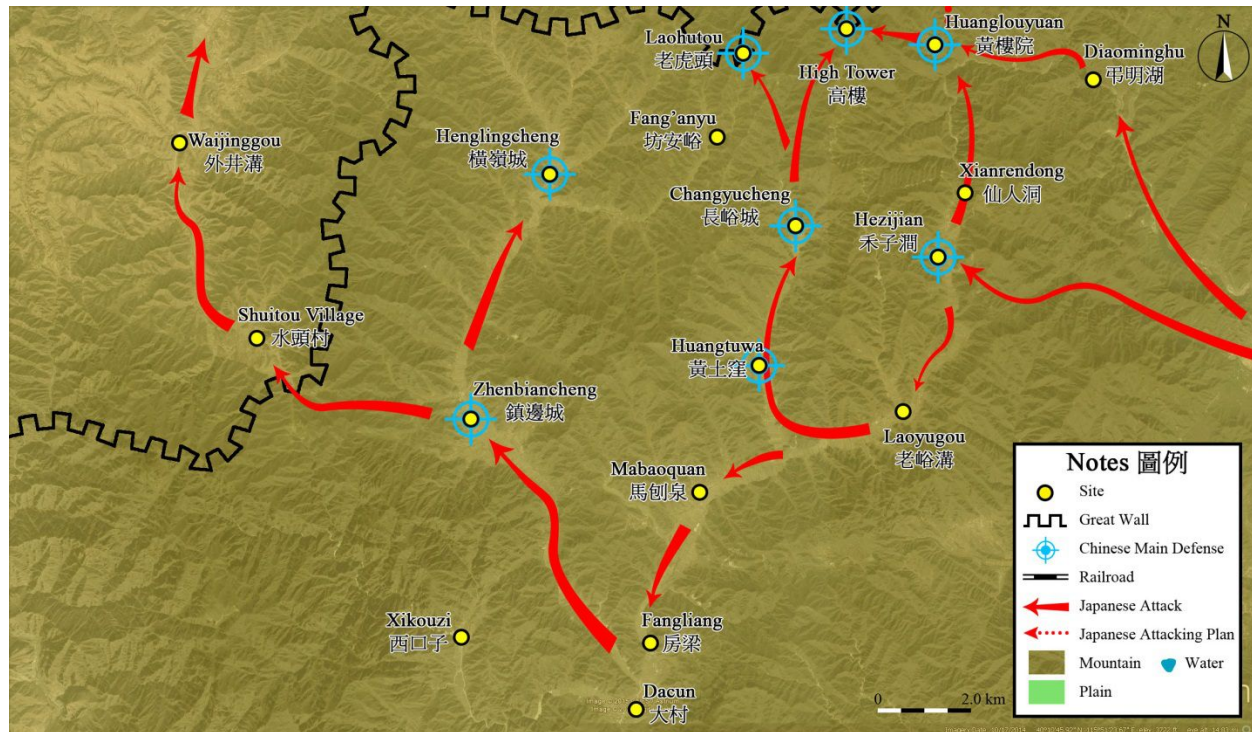 Laohutou
老虎頭
High Tower
高樓
Huanglouyuan
黃樓院
Diaominghu
弔明湖
N
Waijinggou
外井溝
Henglingcheng
橫嶺城
Fang'anyu
坊安峪
Changyucheng
長峪城
Xianrendong
仙人洞
Hezijian
禾子澗
Shuitou Village
水頭村
Huangtuwa
黃土窪
Zhenbiancheng
鎮邊城
Laoyugou
老峪溝
Mabaoquan
馬刨泉
Xikouzi
西口子
Fangliang
房梁
Dacun
大村
0 2.0 km
Notes 圖例
Site
Great Wall
Chinese Main Defense
Railroad
Japanese Attack
Japanese Attacking Plan
Mountain Water
Plain